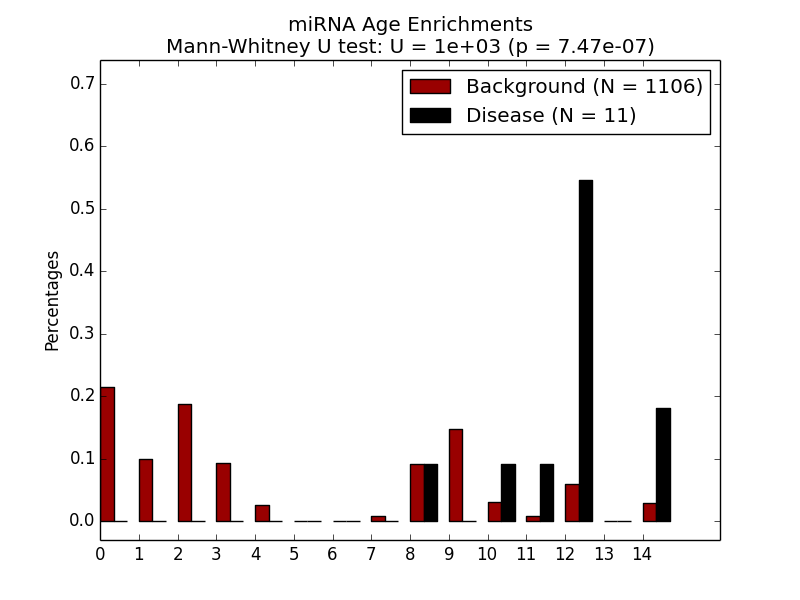 miRNA Age Enrichments
Mann-Whitney U test: U = 1e+03 (p = 7.47e-07)
Background (N = 1106)
Disease (N = 11)
Percentages
0.7
0.6
0.5
0.4
0.3
0.2
0.1
0.0
0 1 2 3 4 5 6 7 8 9 10 11 12 13 14